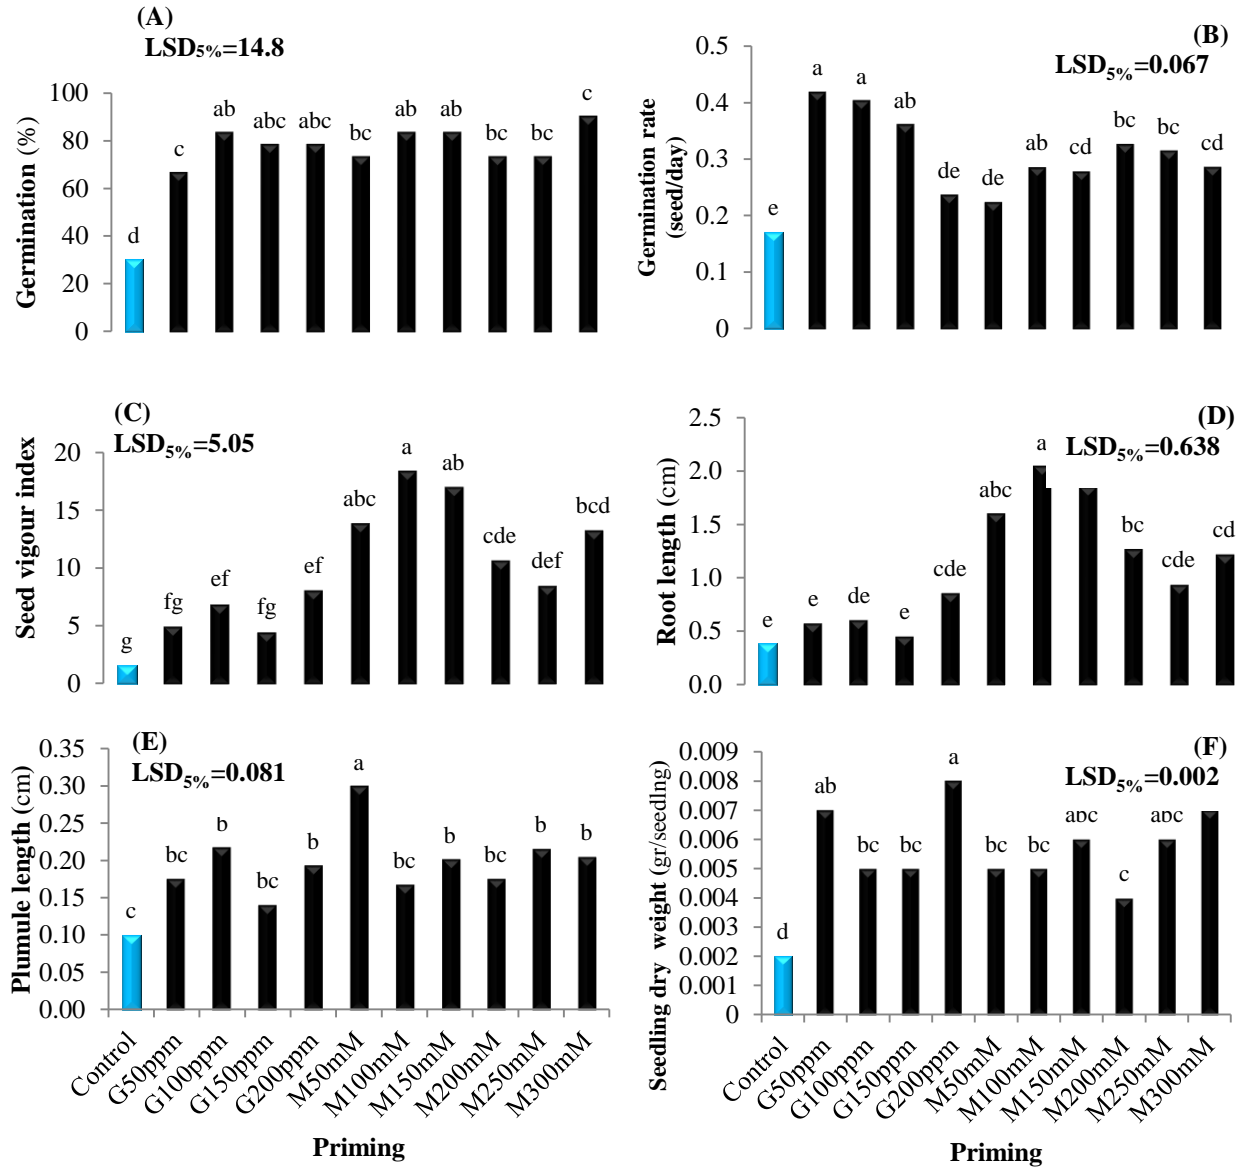 (A)
LSD5%=14.8
Germination (%)
100
80
60
40
20
0
d
c
ab
abc
abc
bc
ab
ab
bc
bc
c
(B)
LSD5%=0.067
Germination rate
(seed/day)
0.5
0.4
0.3
0.2
0.1
0
e
a
a
ab
de
de
ab
cd
bc
bc
cd
(C)
LSD5%=5.05
Seed vigour index
20
15
10
5
0
g
fg
ef
fg
ef
abc
a
ab
cde
def
bcd
(D)
LSD5%=0.638
Root length (cm)
2.5
2.0
1.5
1.0
0.5
0.0
e
e
de
e
cde
abc
a
bc
cde
cd
(E)
LSD5%=0.081
Plumule length (cm)
0.35
0.30
0.25
0.20
0.15
0.10
0.05
0.00
c
bc
b
bc
b
a
bc
b
bc
b
b
Control
G50ppm
G100ppm
G150ppm
G200ppm
M50mM
M100mM
M150mM
M200mM
M250mM
M300mM
Priming
(F)
LSD5%=0.002
Seedling dry weight (gr/seedlng)
0.009
0.008
0.007
0.006
0.005
0.004
0.003
0.002
0.001
0
d
ab
bc
bc
a
bc
bc
abc
c
abc
Control
G50ppm
G100ppm
G150ppm
G200ppm
M50mM
M100mM
M150mM
M200mM
M250mM
M300mM
Priming